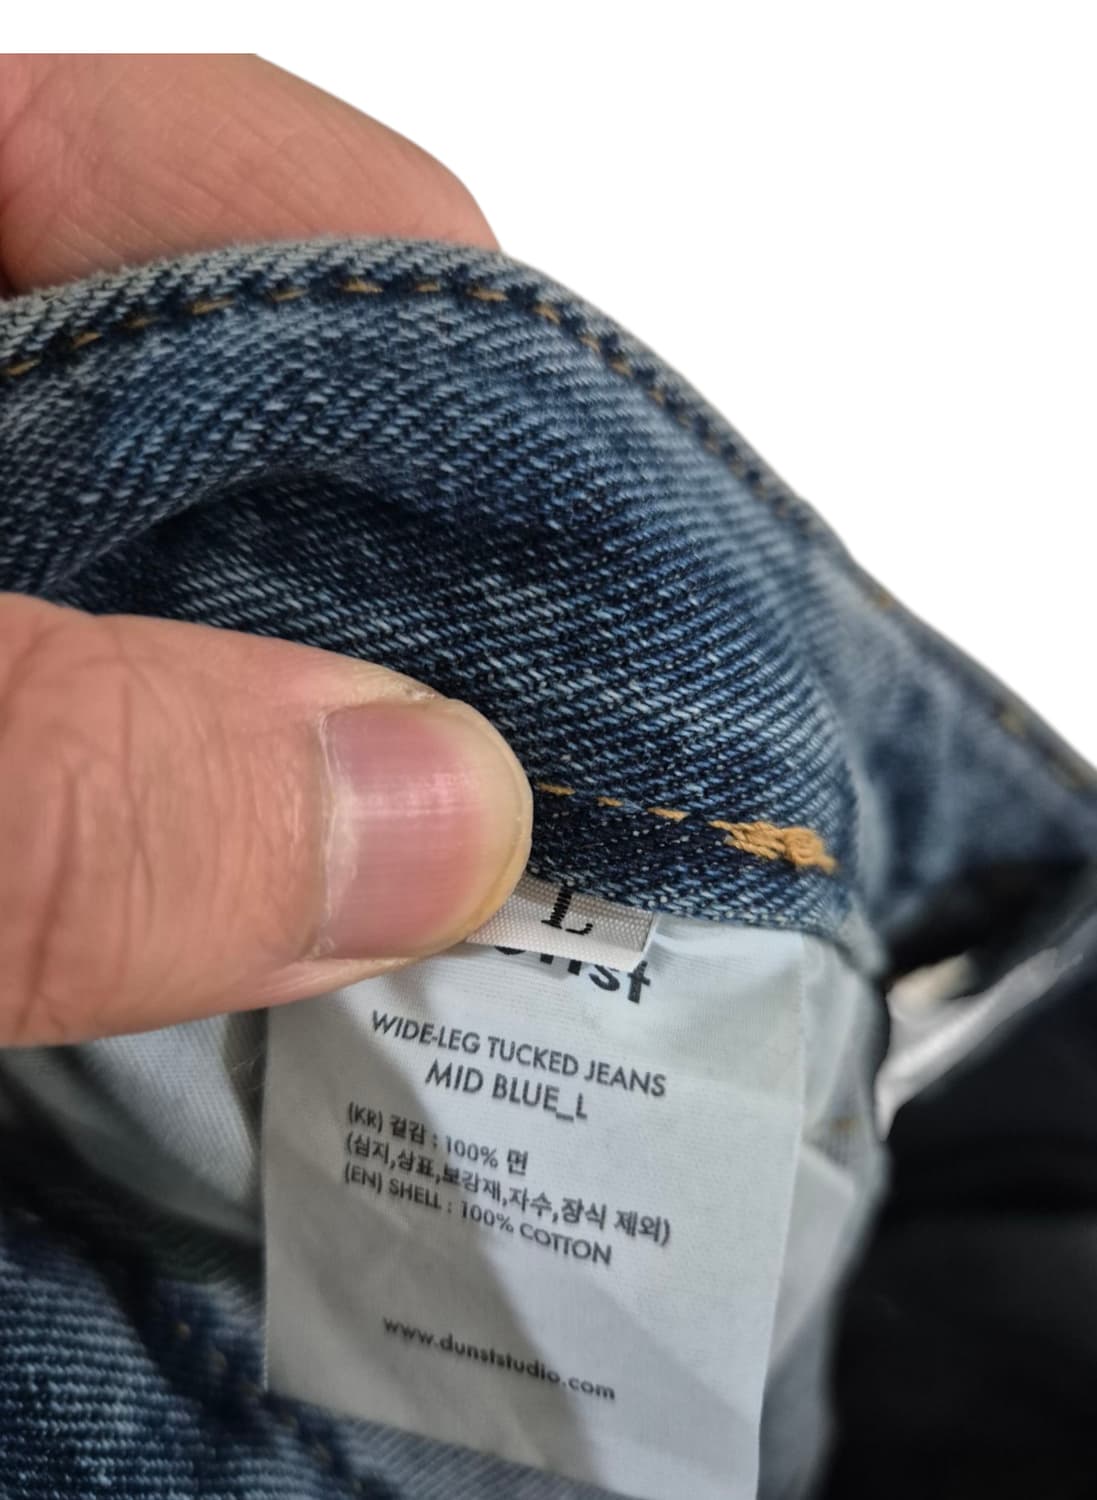 L
WIDE-LEG TUCKED JEANS
MID BLUE_L
(KR) 겉감 : 100% 면
(심지,상표,보강재,자수,장식 제외)
(EN) SHELL : 100% COTTON
www.dunststudio.com